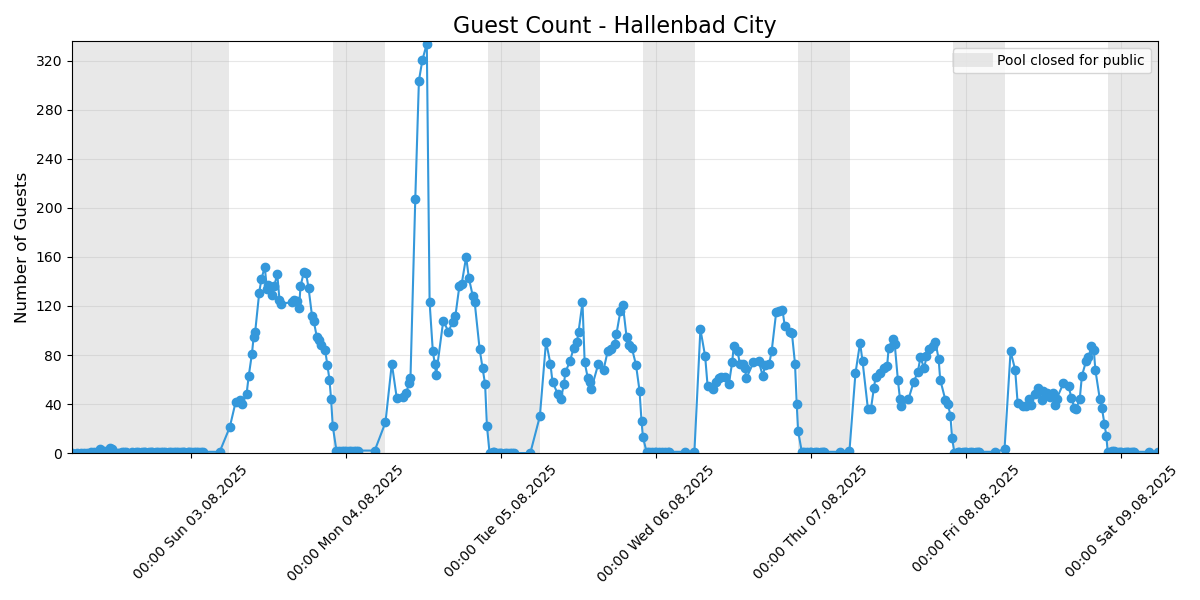 Guest Count - Hallenbad City
Pool closed for public
Number of Guests
320
280
240
200
160
120
80
40
0
00:00 Sun 03.08.2025
00:00 Mon 04.08.2025
00:00 Tue 05.08.2025
00:00 Wed 06.08.2025
00:00 Thu 07.08.2025
00:00 Fri 08.08.2025
00:00 Sat 09.08.2025